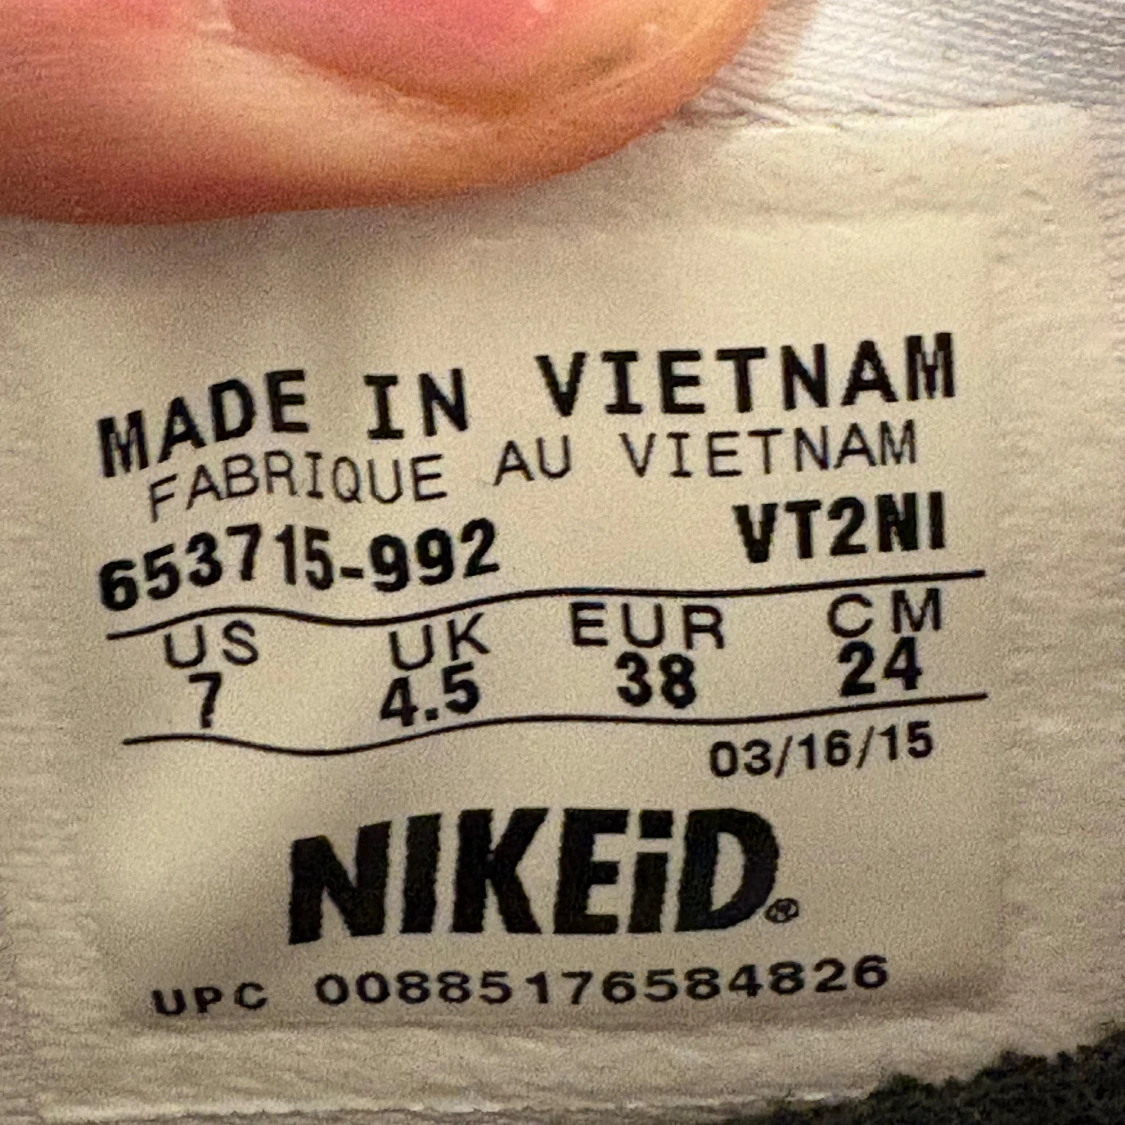 MADE IN VIETNAM
FABRIQUE AU VIETNAM
653715-992 VT2NI
US UK EUR CM
7 4.5 38 24
03/16/15
NIKEiD®
UPC 00885176584826